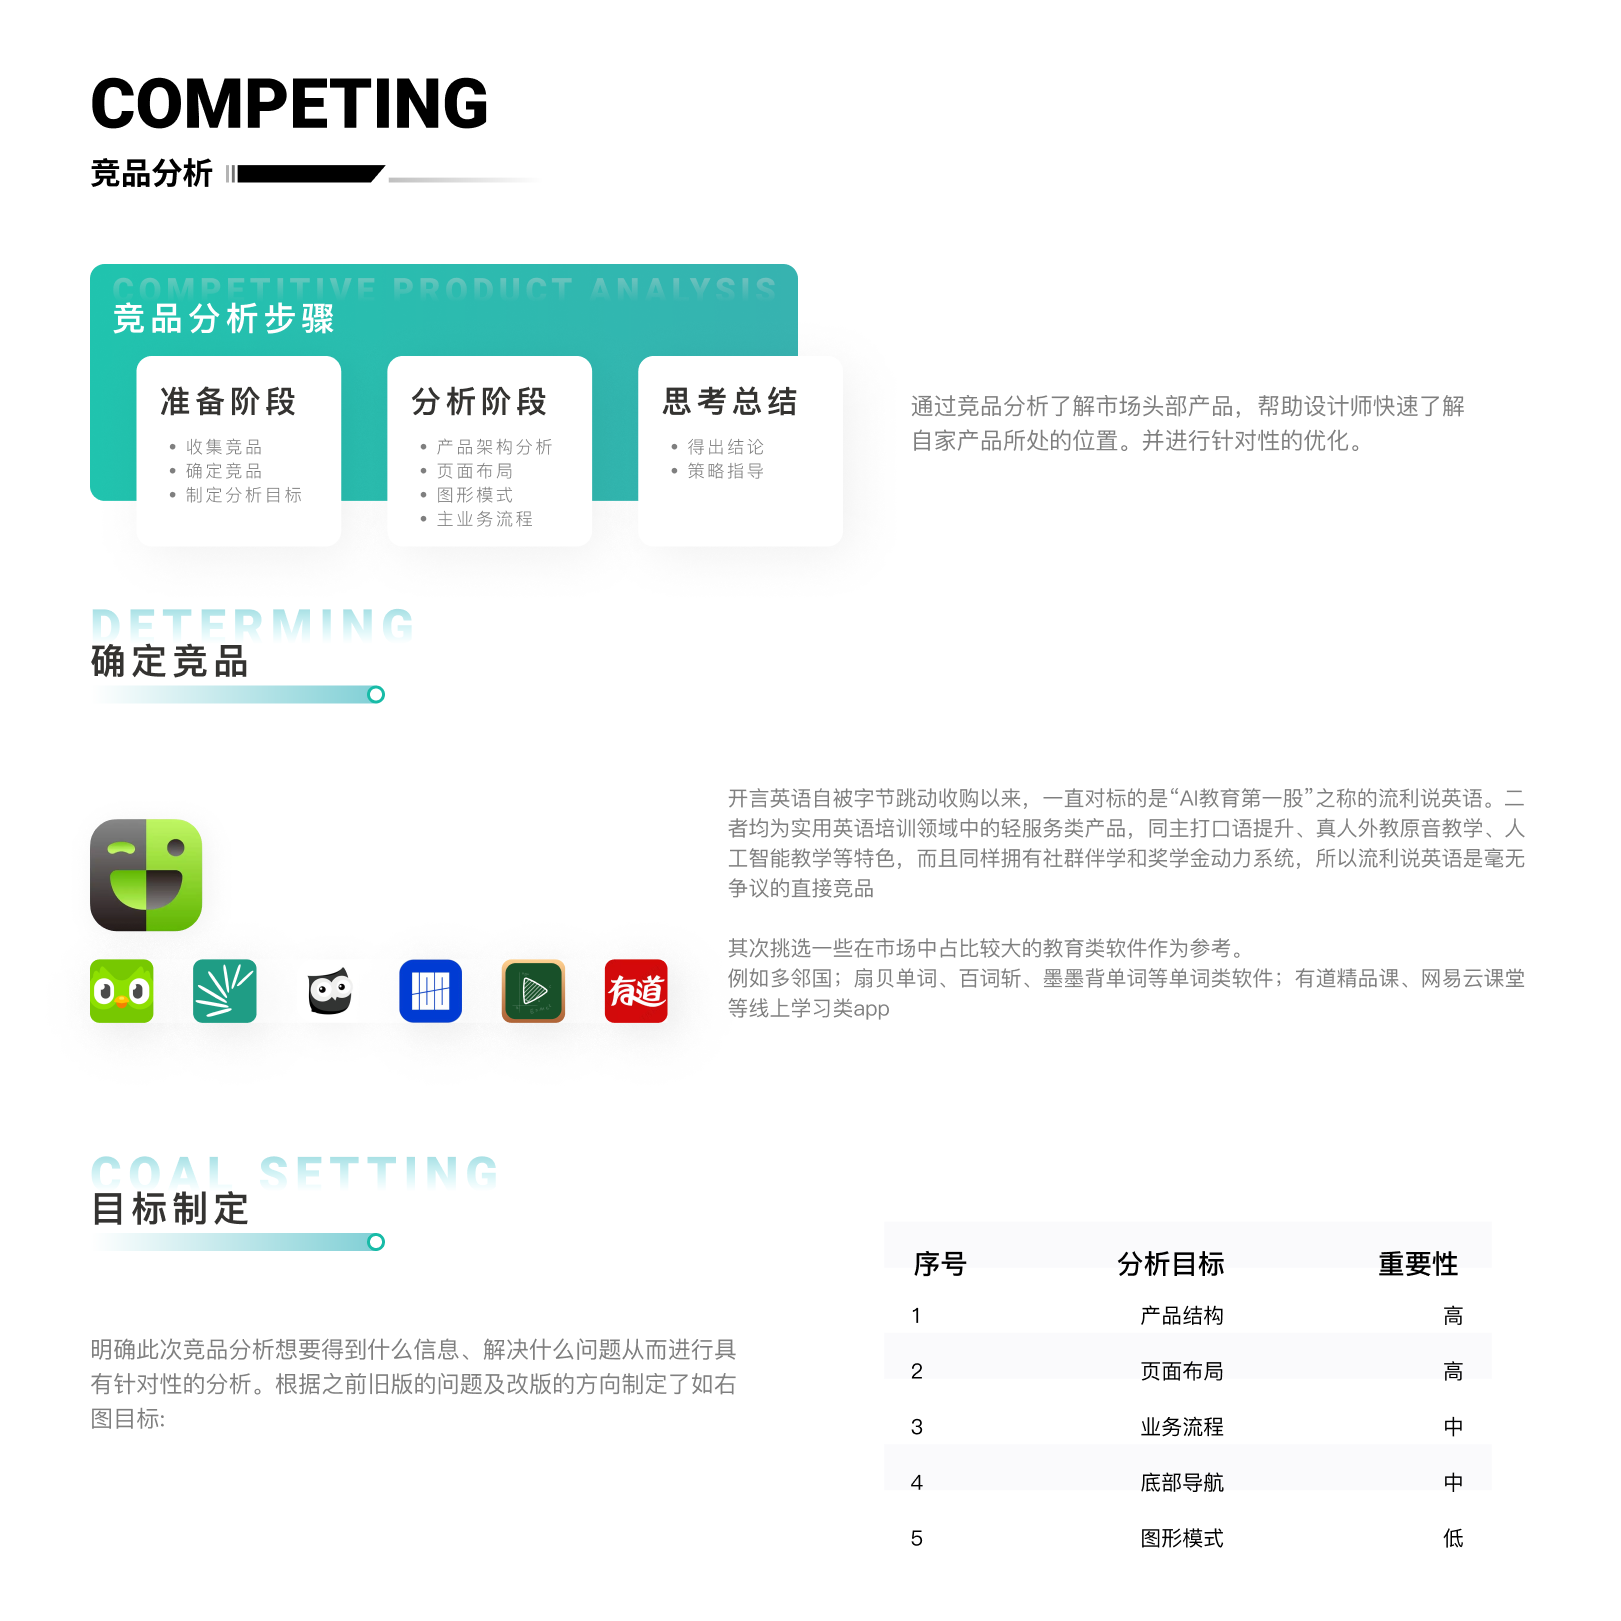 COMPETING
竞品分析
COMPETITIVE PRODUCT ANALYSIS
竞品分析步骤
准备阶段
收集竞品
确定竞品
制定分析目标
分析阶段
产品架构分析
页面布局
图形模式
主业务流程
思考总结
得出结论
策略指导
通过竞品分析了解市场头部产品，帮助设计师快速了解
自家产品所处的位置。并进行针对性的优化。
DETERMING
确定竞品
开言英语自被字节跳动收购以来，一直对标的是“AI教育第一股”之称的流利说英语。二
者均为实用英语培训领域中的轻服务类产品，同主打口语提升、真人外教原音教学、人
工智能教学等特色，而且同样拥有社群伴学和奖学金动力系统，所以流利说英语是毫无
争议的直接竞品
其次挑选一些在市场中占比较大的教育类软件作为参考。
例如多邻国；扇贝单词、百词斩、墨墨背单词等单词类软件；有道精品课、网易云课堂
等线上学习类app
有道
COAL SETTING
目标制定
明确此次竞品分析想要得到什么信息、解决什么问题从而进行具
有针对性的分析。根据之前旧版的问题及改版的方向制定了如右
图目标:
序号 分析目标 重要性
1 产品结构 高
2 页面布局 高
3 业务流程 中
4 底部导航 中
5 图形模式 低